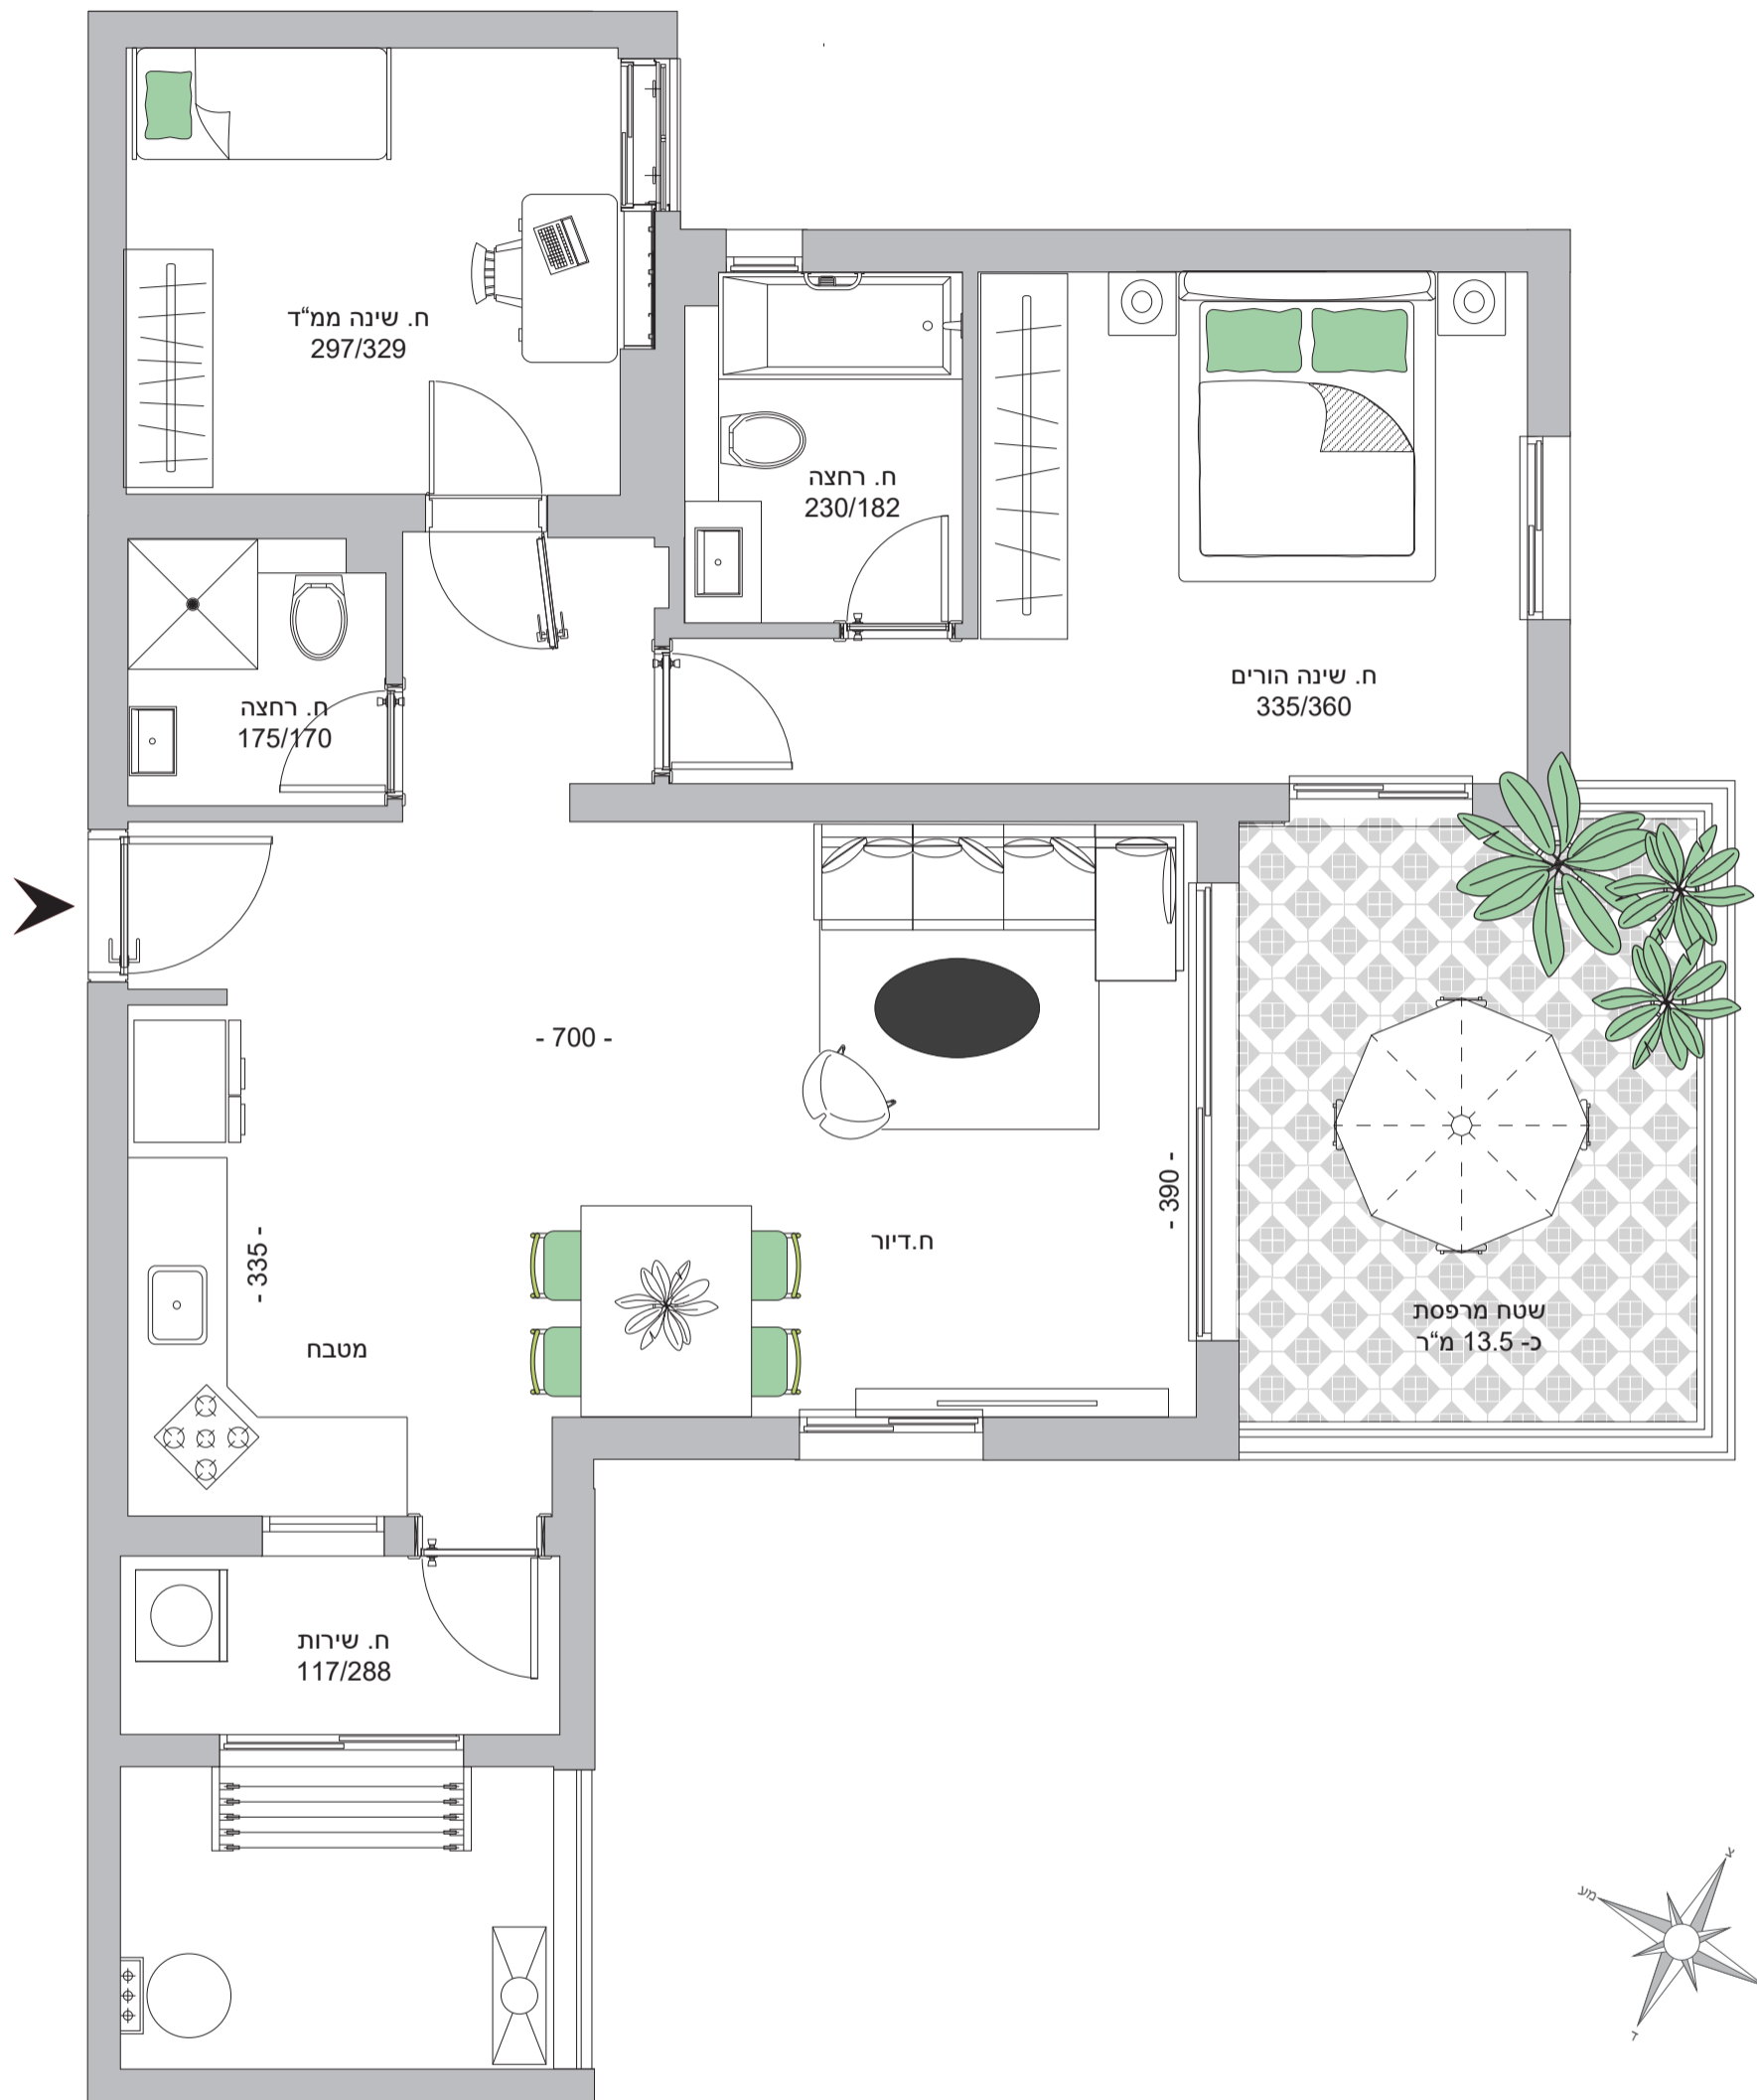 ח. שינה ממ"ד
297/329
ח. רחצה
230/182
ח. שינה הורים
335/360
ח. רחצה
175/170
- 700 -
- 390 -
- 335 -
ח.דיור
מטבח
שטח מרפסת
כ- 13.5 מ"ר
ח. שירות
117/288
צ
מע
ד